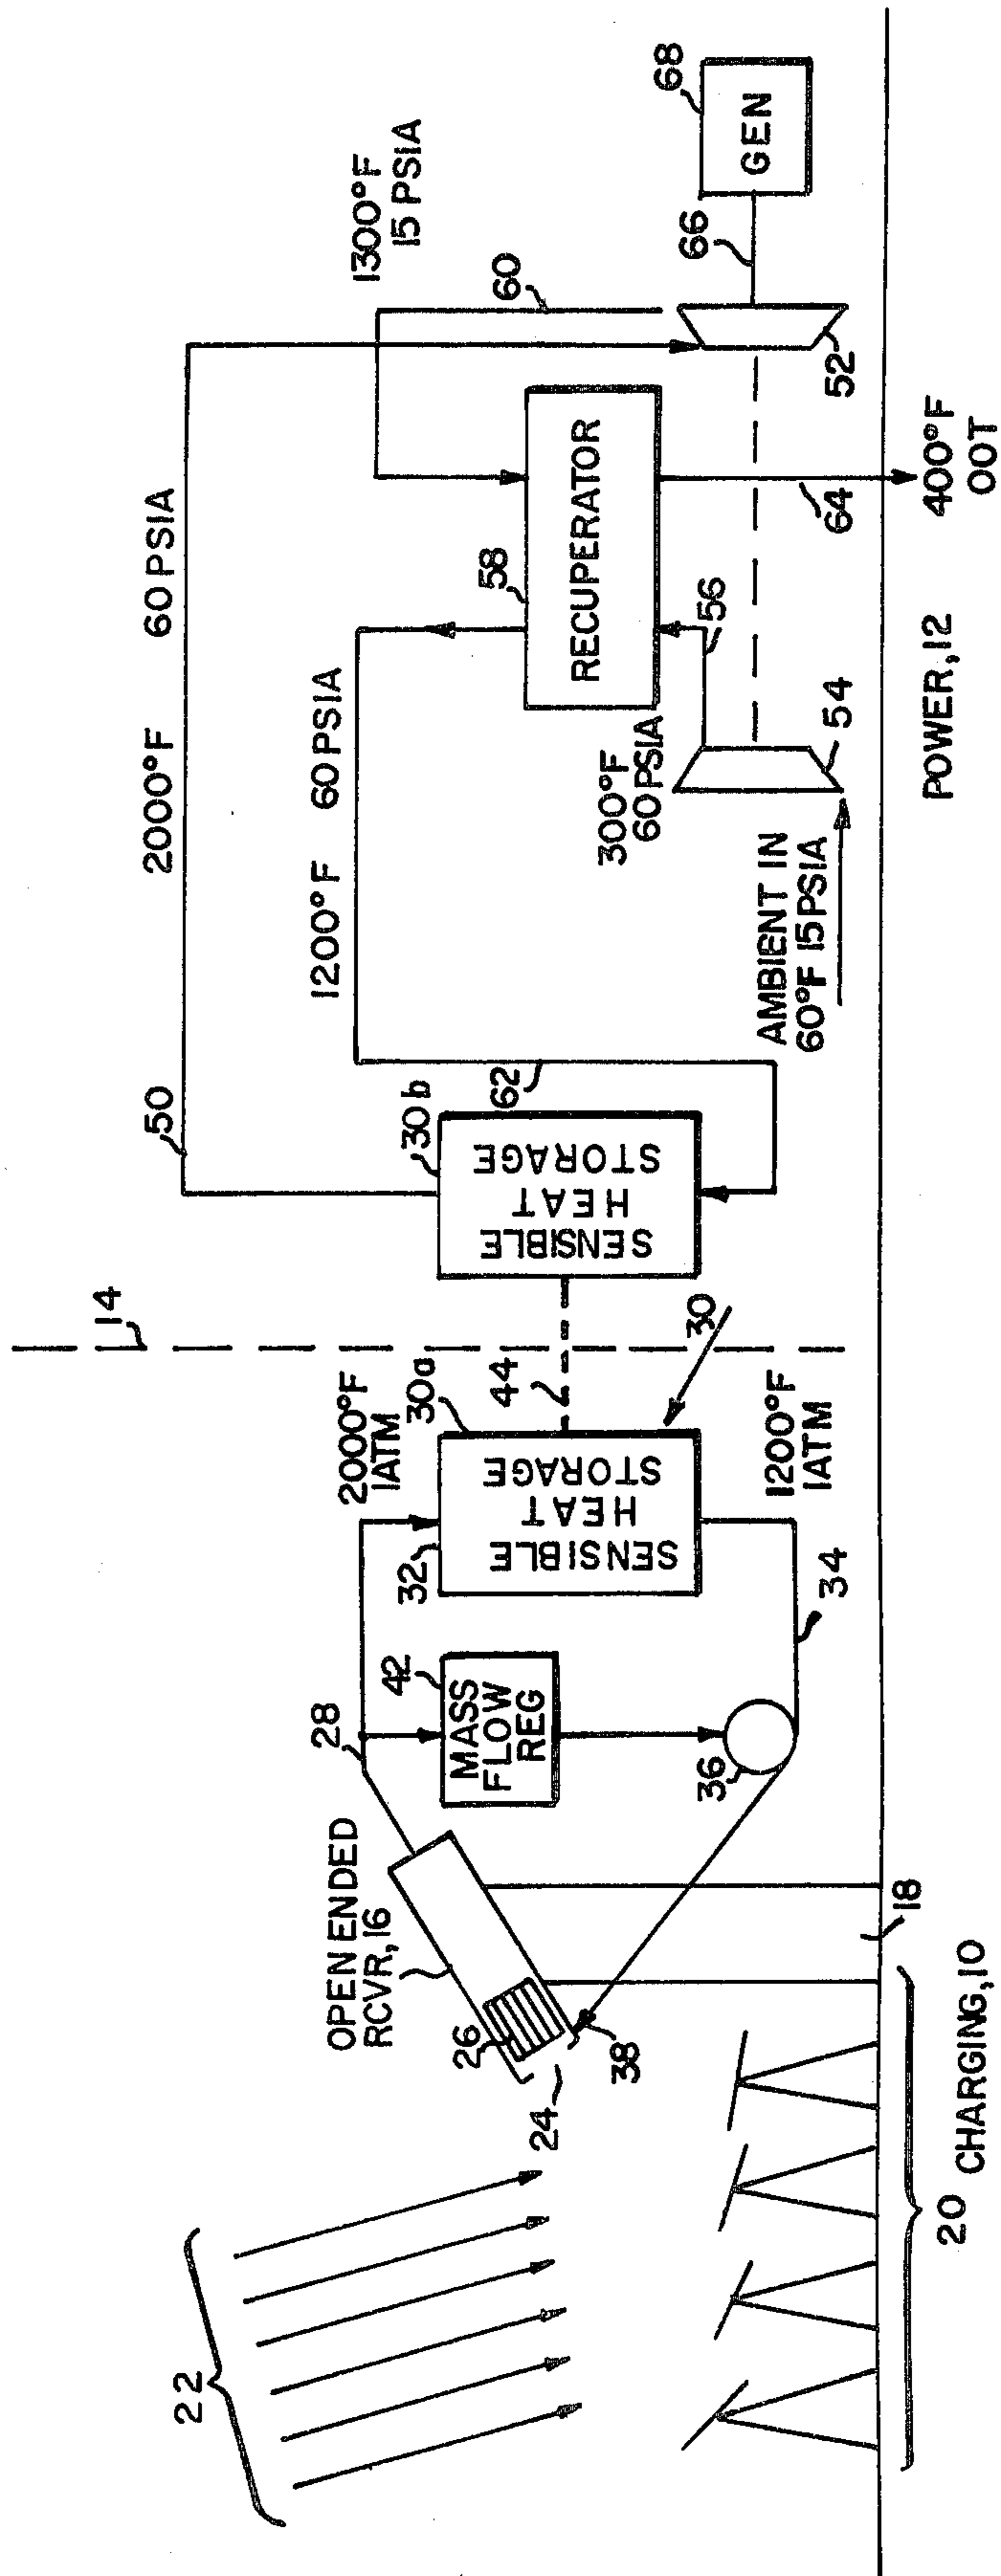 22
20
CHARGING, 10
24
26
38
OPEN ENDED
RCVR, 16
18
28
42
MASS
FLOW
REG
36
34
32
SENSIBLE
HEAT
STORAGE
30a
2000°F
1ATM
1200°F
1ATM
30
44
14
SENSIBLE
HEAT
STORAGE
30b
62
50
2000°F 60 PSIA
1200°F 60 PSIA
AMBIENT IN
60°F 15 PSIA
54
300°F
60 PSIA
56
58
RECUPERATOR
60
1300°F
15 PSIA
52
64
400°F
OOT
66
68
GEN
POWER, 12